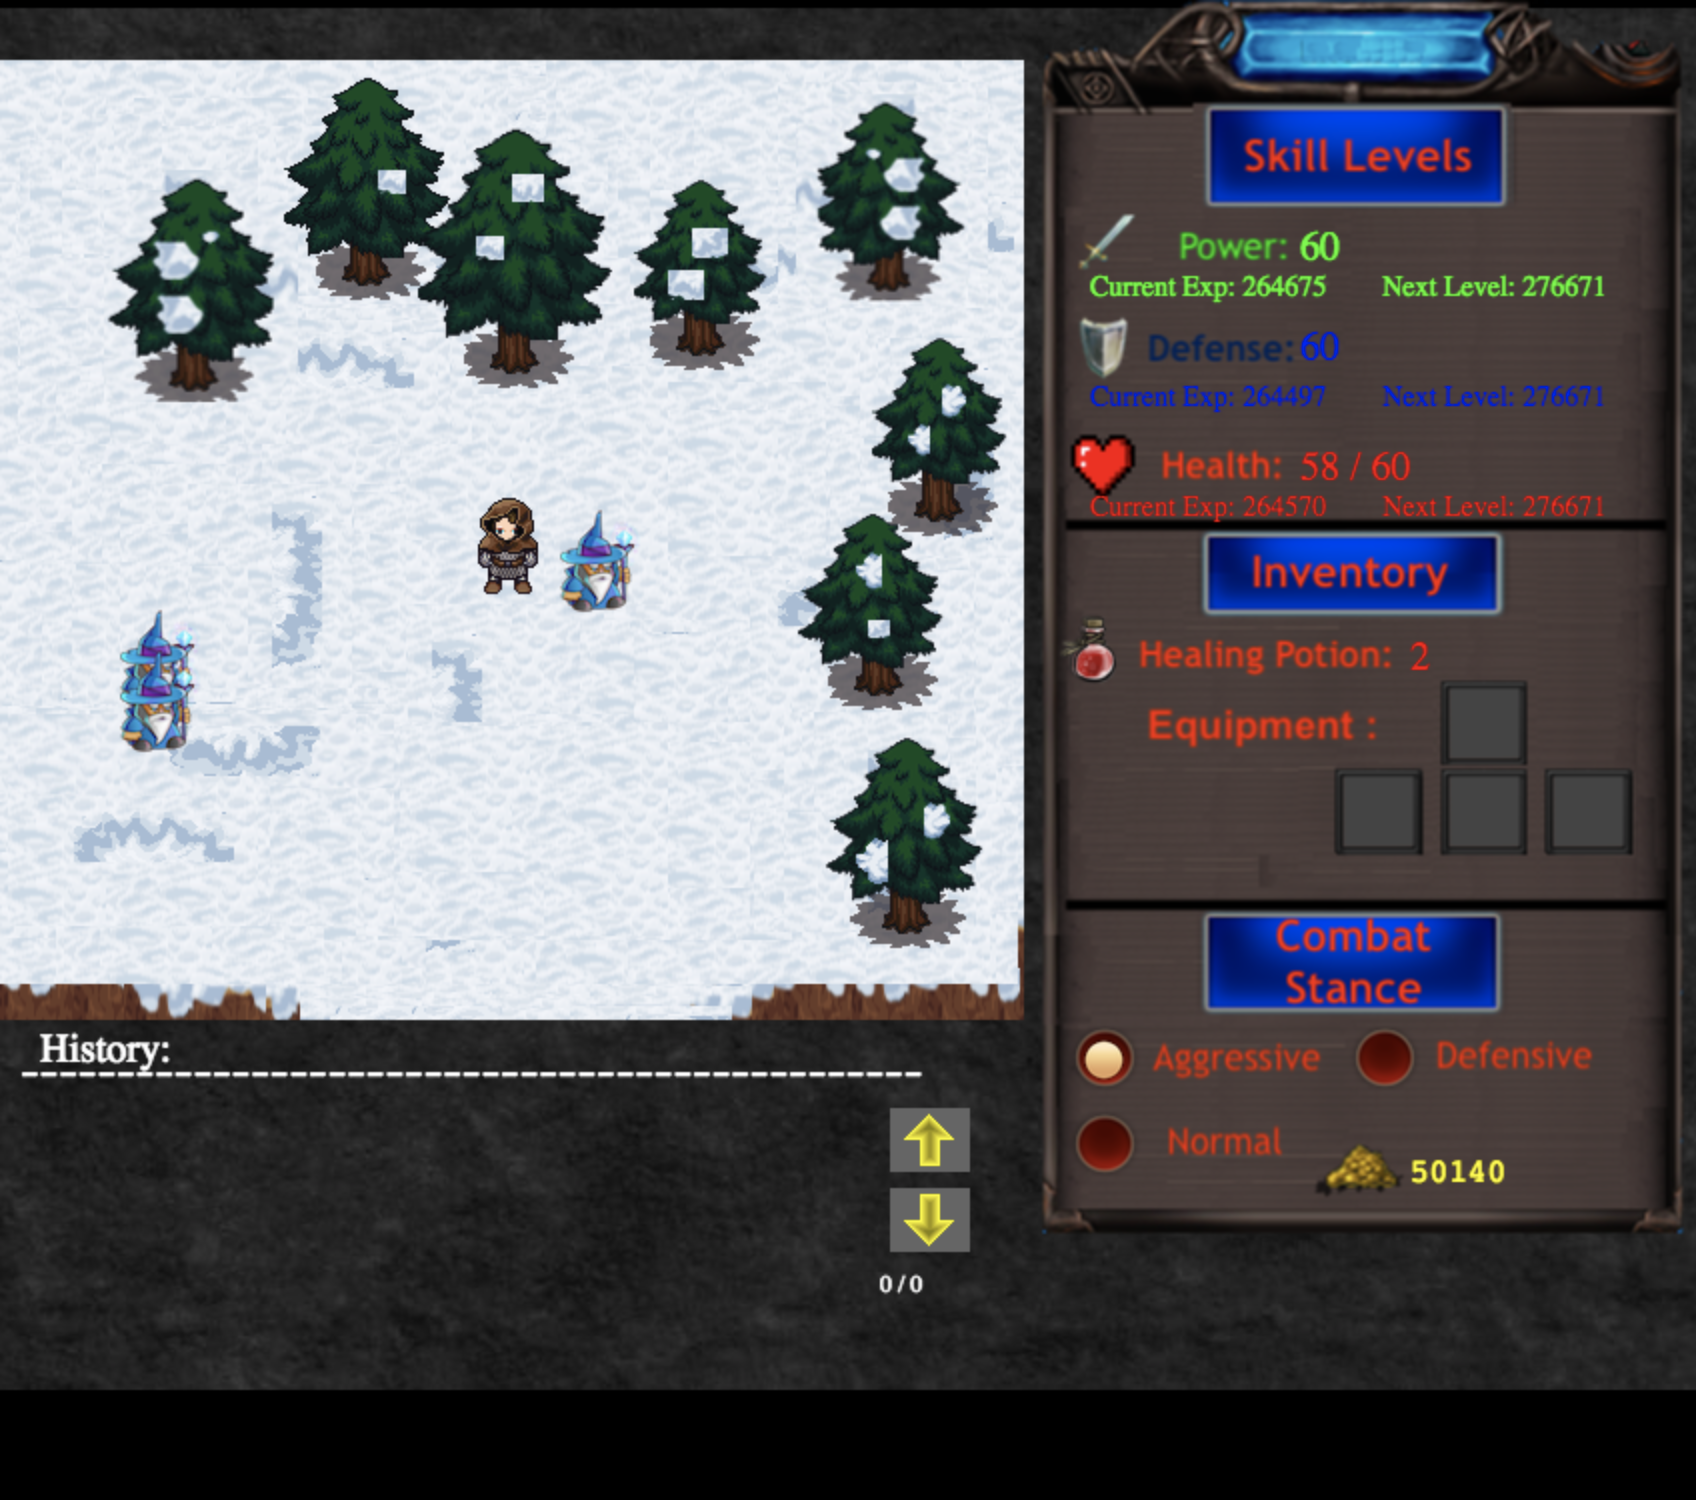 Skill Levels
Power: 60
Current Exp: 264675 Next Level: 276671
Defense: 60
Current Exp: 264497 Next Level: 276671
Health: 58 / 60
Current Exp: 264570 Next Level: 276671
Inventory
Healing Potion: 2
Equipment :
Combat
Stance
Aggressive Defensive
Normal 50140
History:
0/0